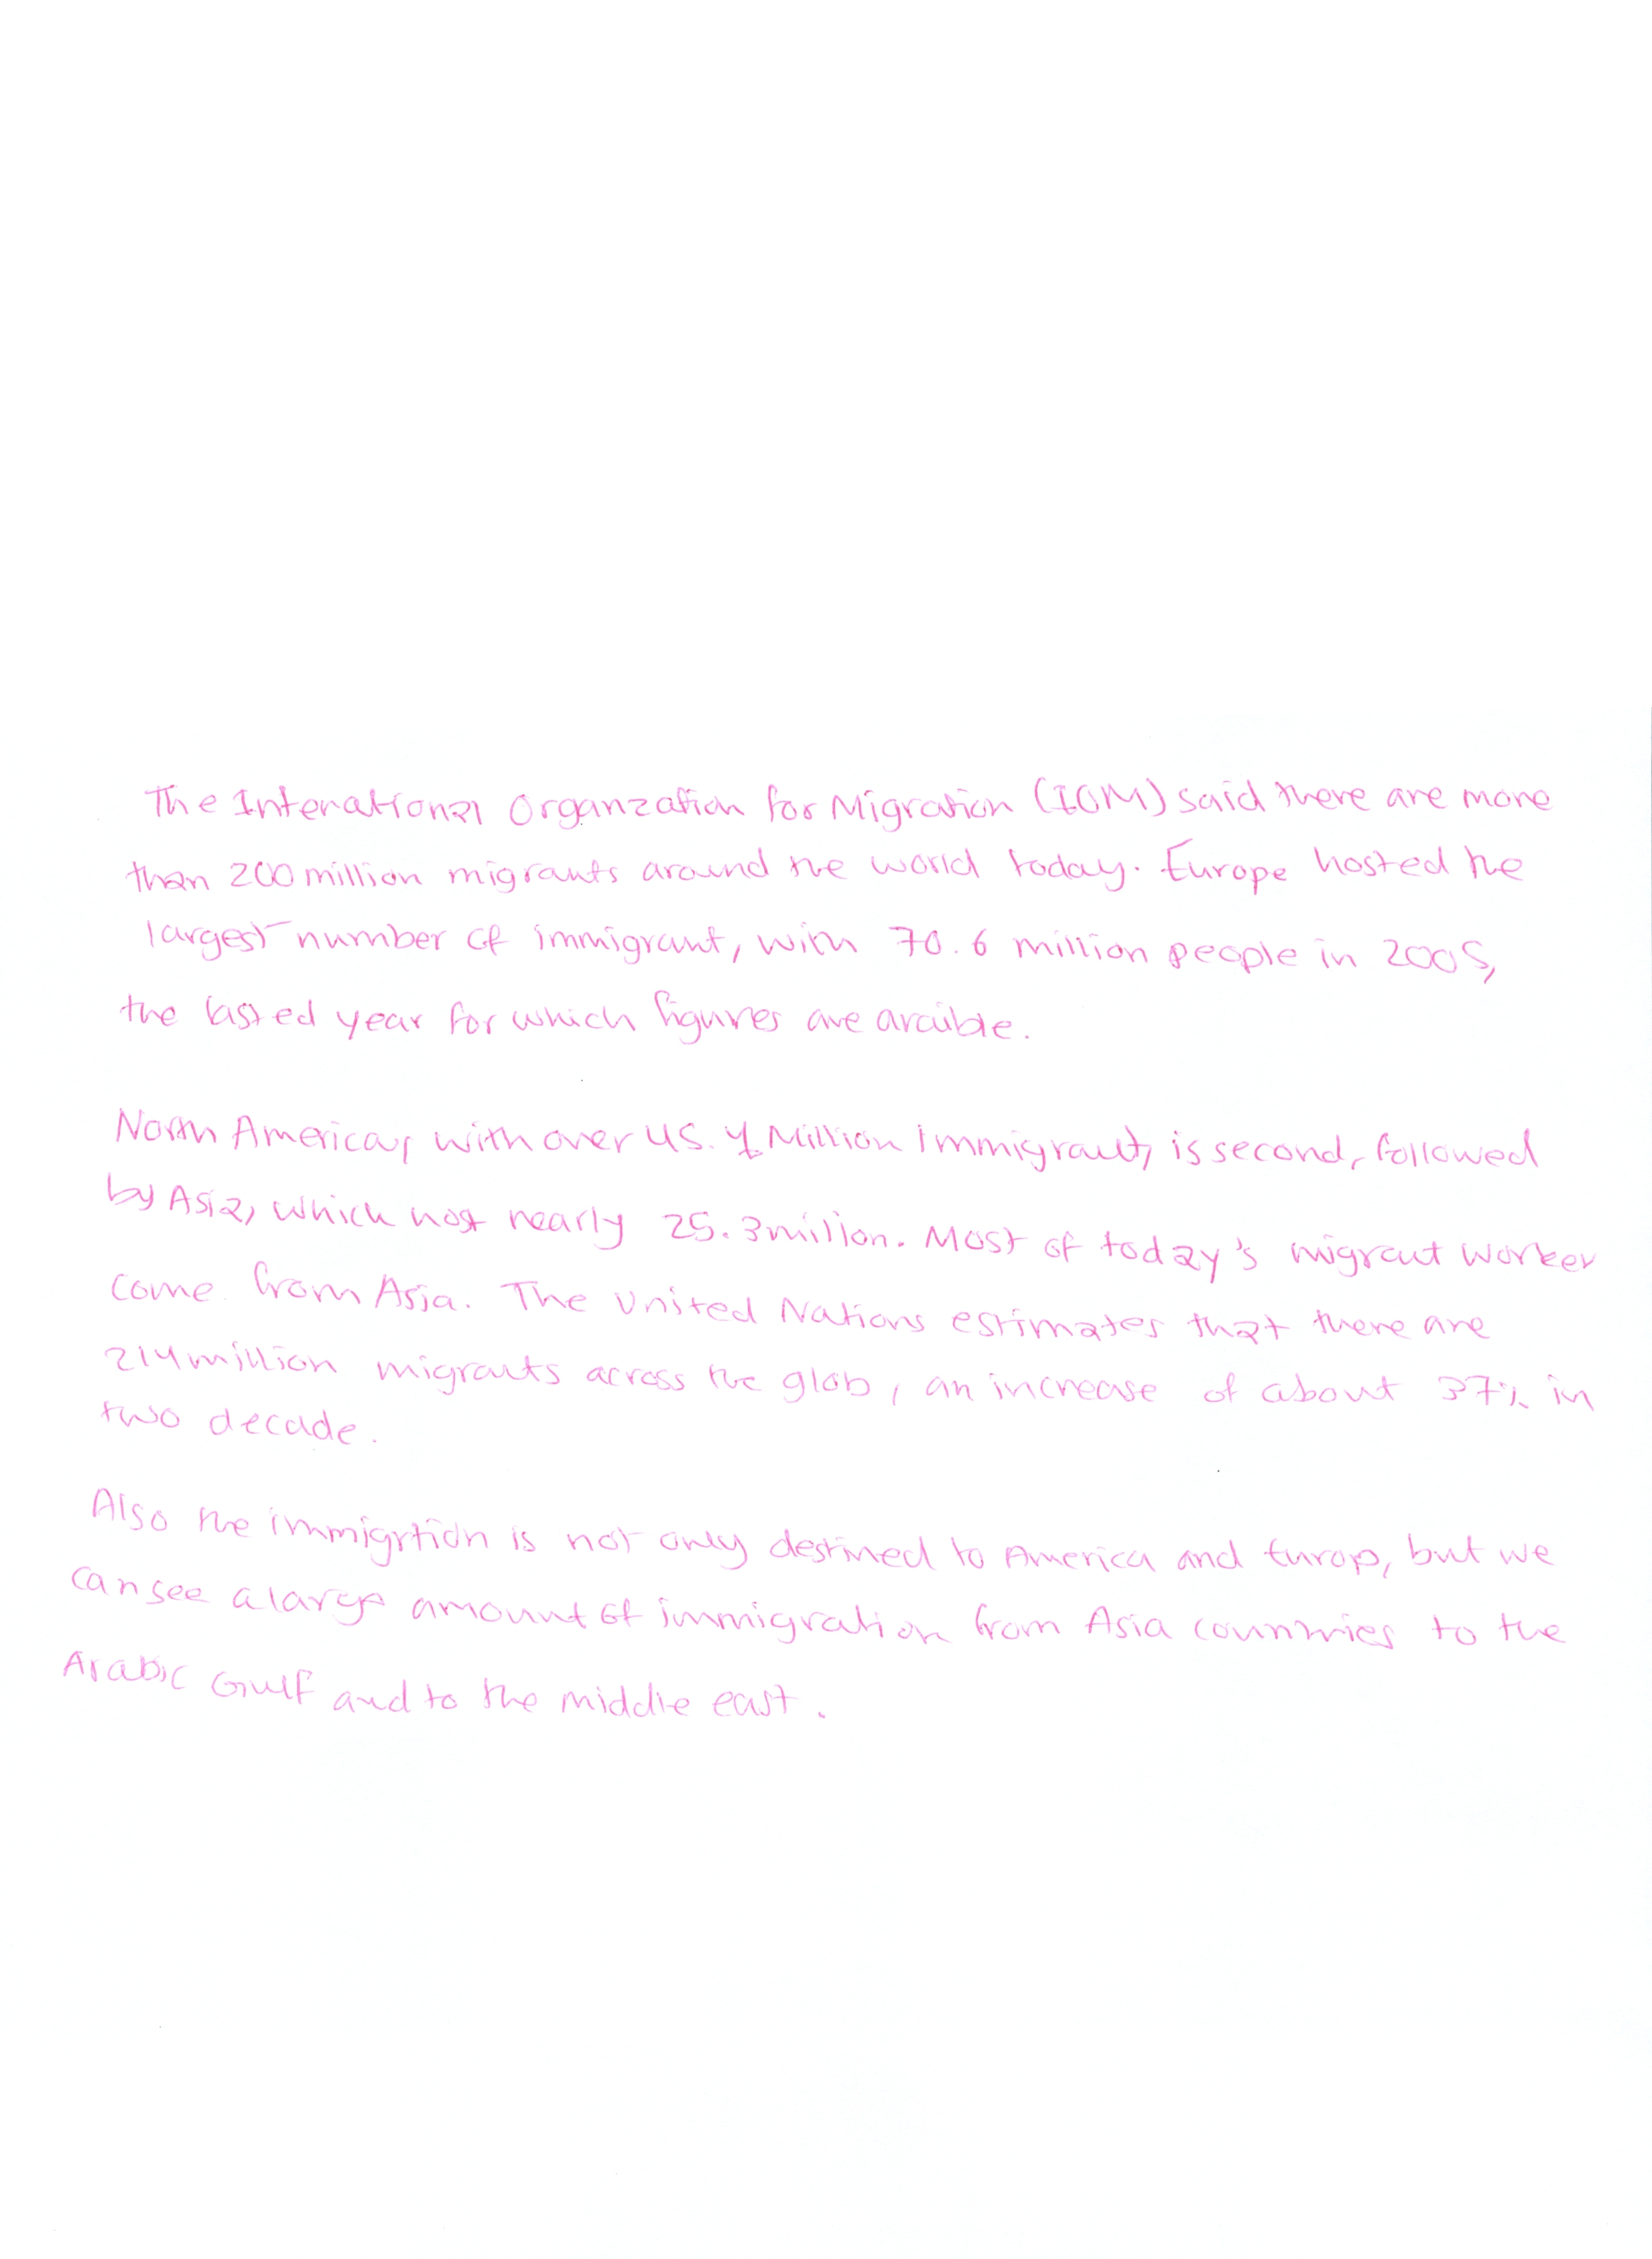 The Intenational Organzation for Migration (IOM) said there are more
than 200 million migrants around the world today. Europe hosted the
largest number of immigrant, with 70.6 million people in 2005,
the lasted year for which figures are
North America, with over 45. Million Immigrant, is second, followed
by Asia, which host nearly 25.3 million. Most of today's migrant worker
come from Asia. The United Nations estimates that there are
214 million migrants across the glob, an increase of about 37% in
two decade.
Also the immigrtion is not only destined to America and Europ, but we
can see a large amount of immigration from Asia countries to the
Arabic Gulf and to the middle east.